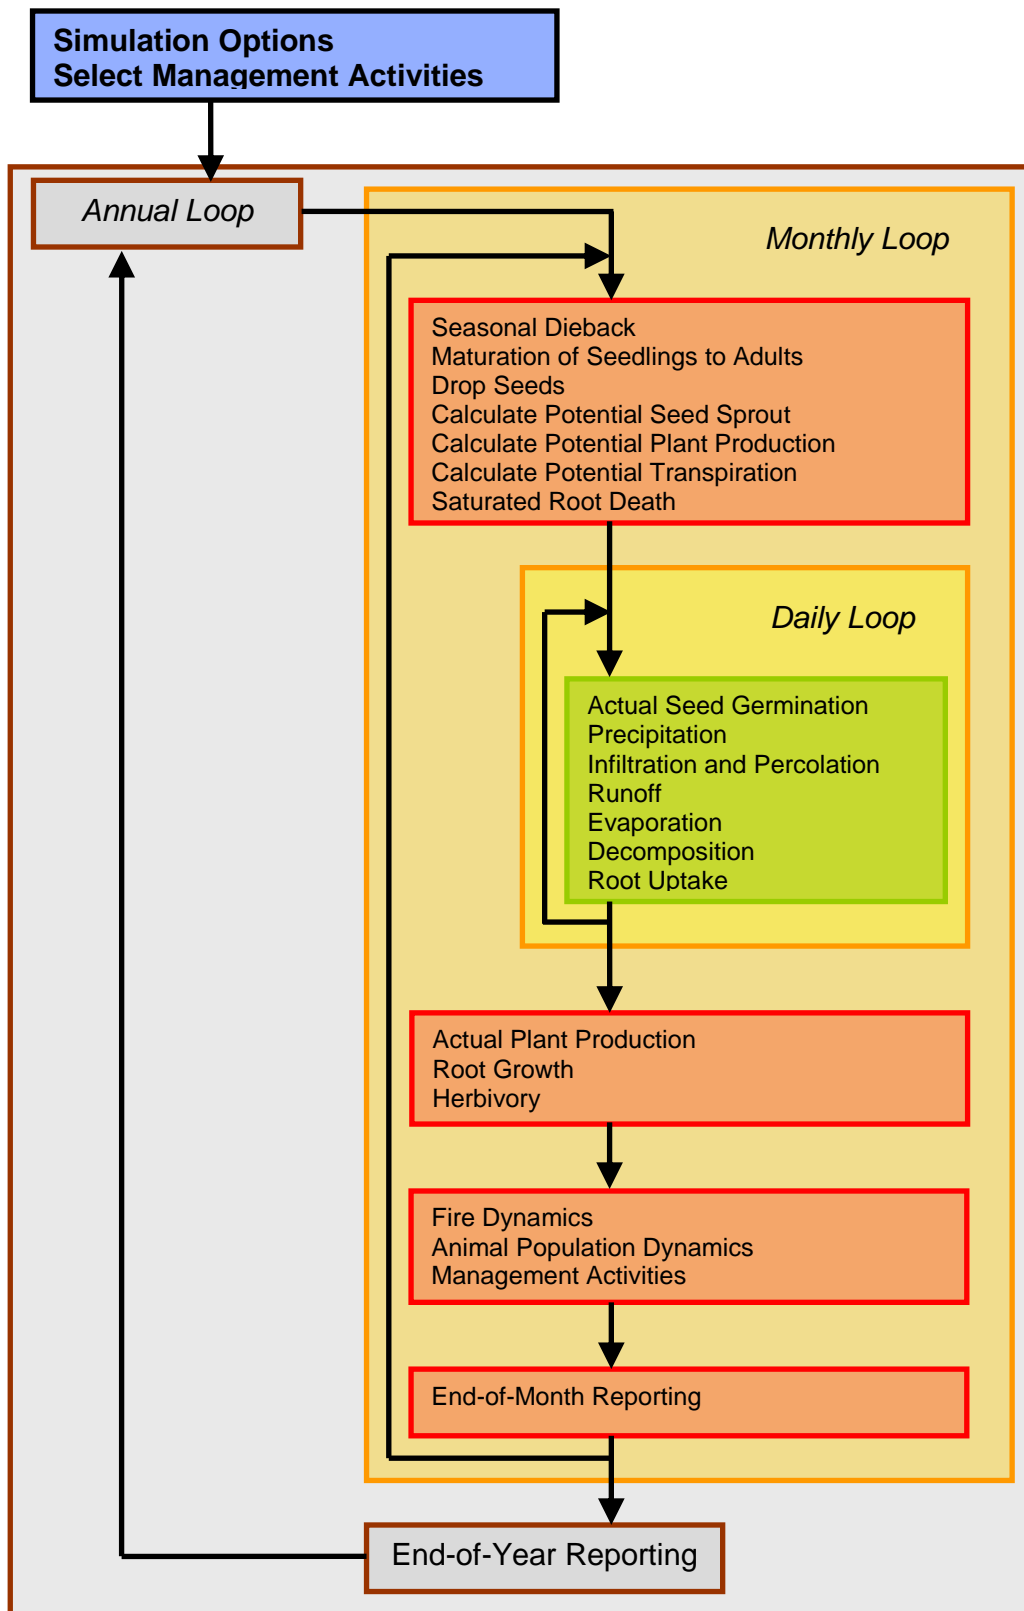 Simulation Options
Select Management Activities
Annual Loop
Monthly Loop
Seasonal Dieback
Maturation of Seedlings to Adults
Drop Seeds
Calculate Potential Seed Sprout
Calculate Potential Plant Production
Calculate Potential Transpiration
Saturated Root Death
Daily Loop
Actual Seed Germination
Precipitation
Infiltration and Percolation
Runoff
Evaporation
Decomposition
Root Uptake
Actual Plant Production
Root Growth
Herbivory
Fire Dynamics
Animal Population Dynamics
Management Activities
End-of-Month Reporting
End-of-Year Reporting